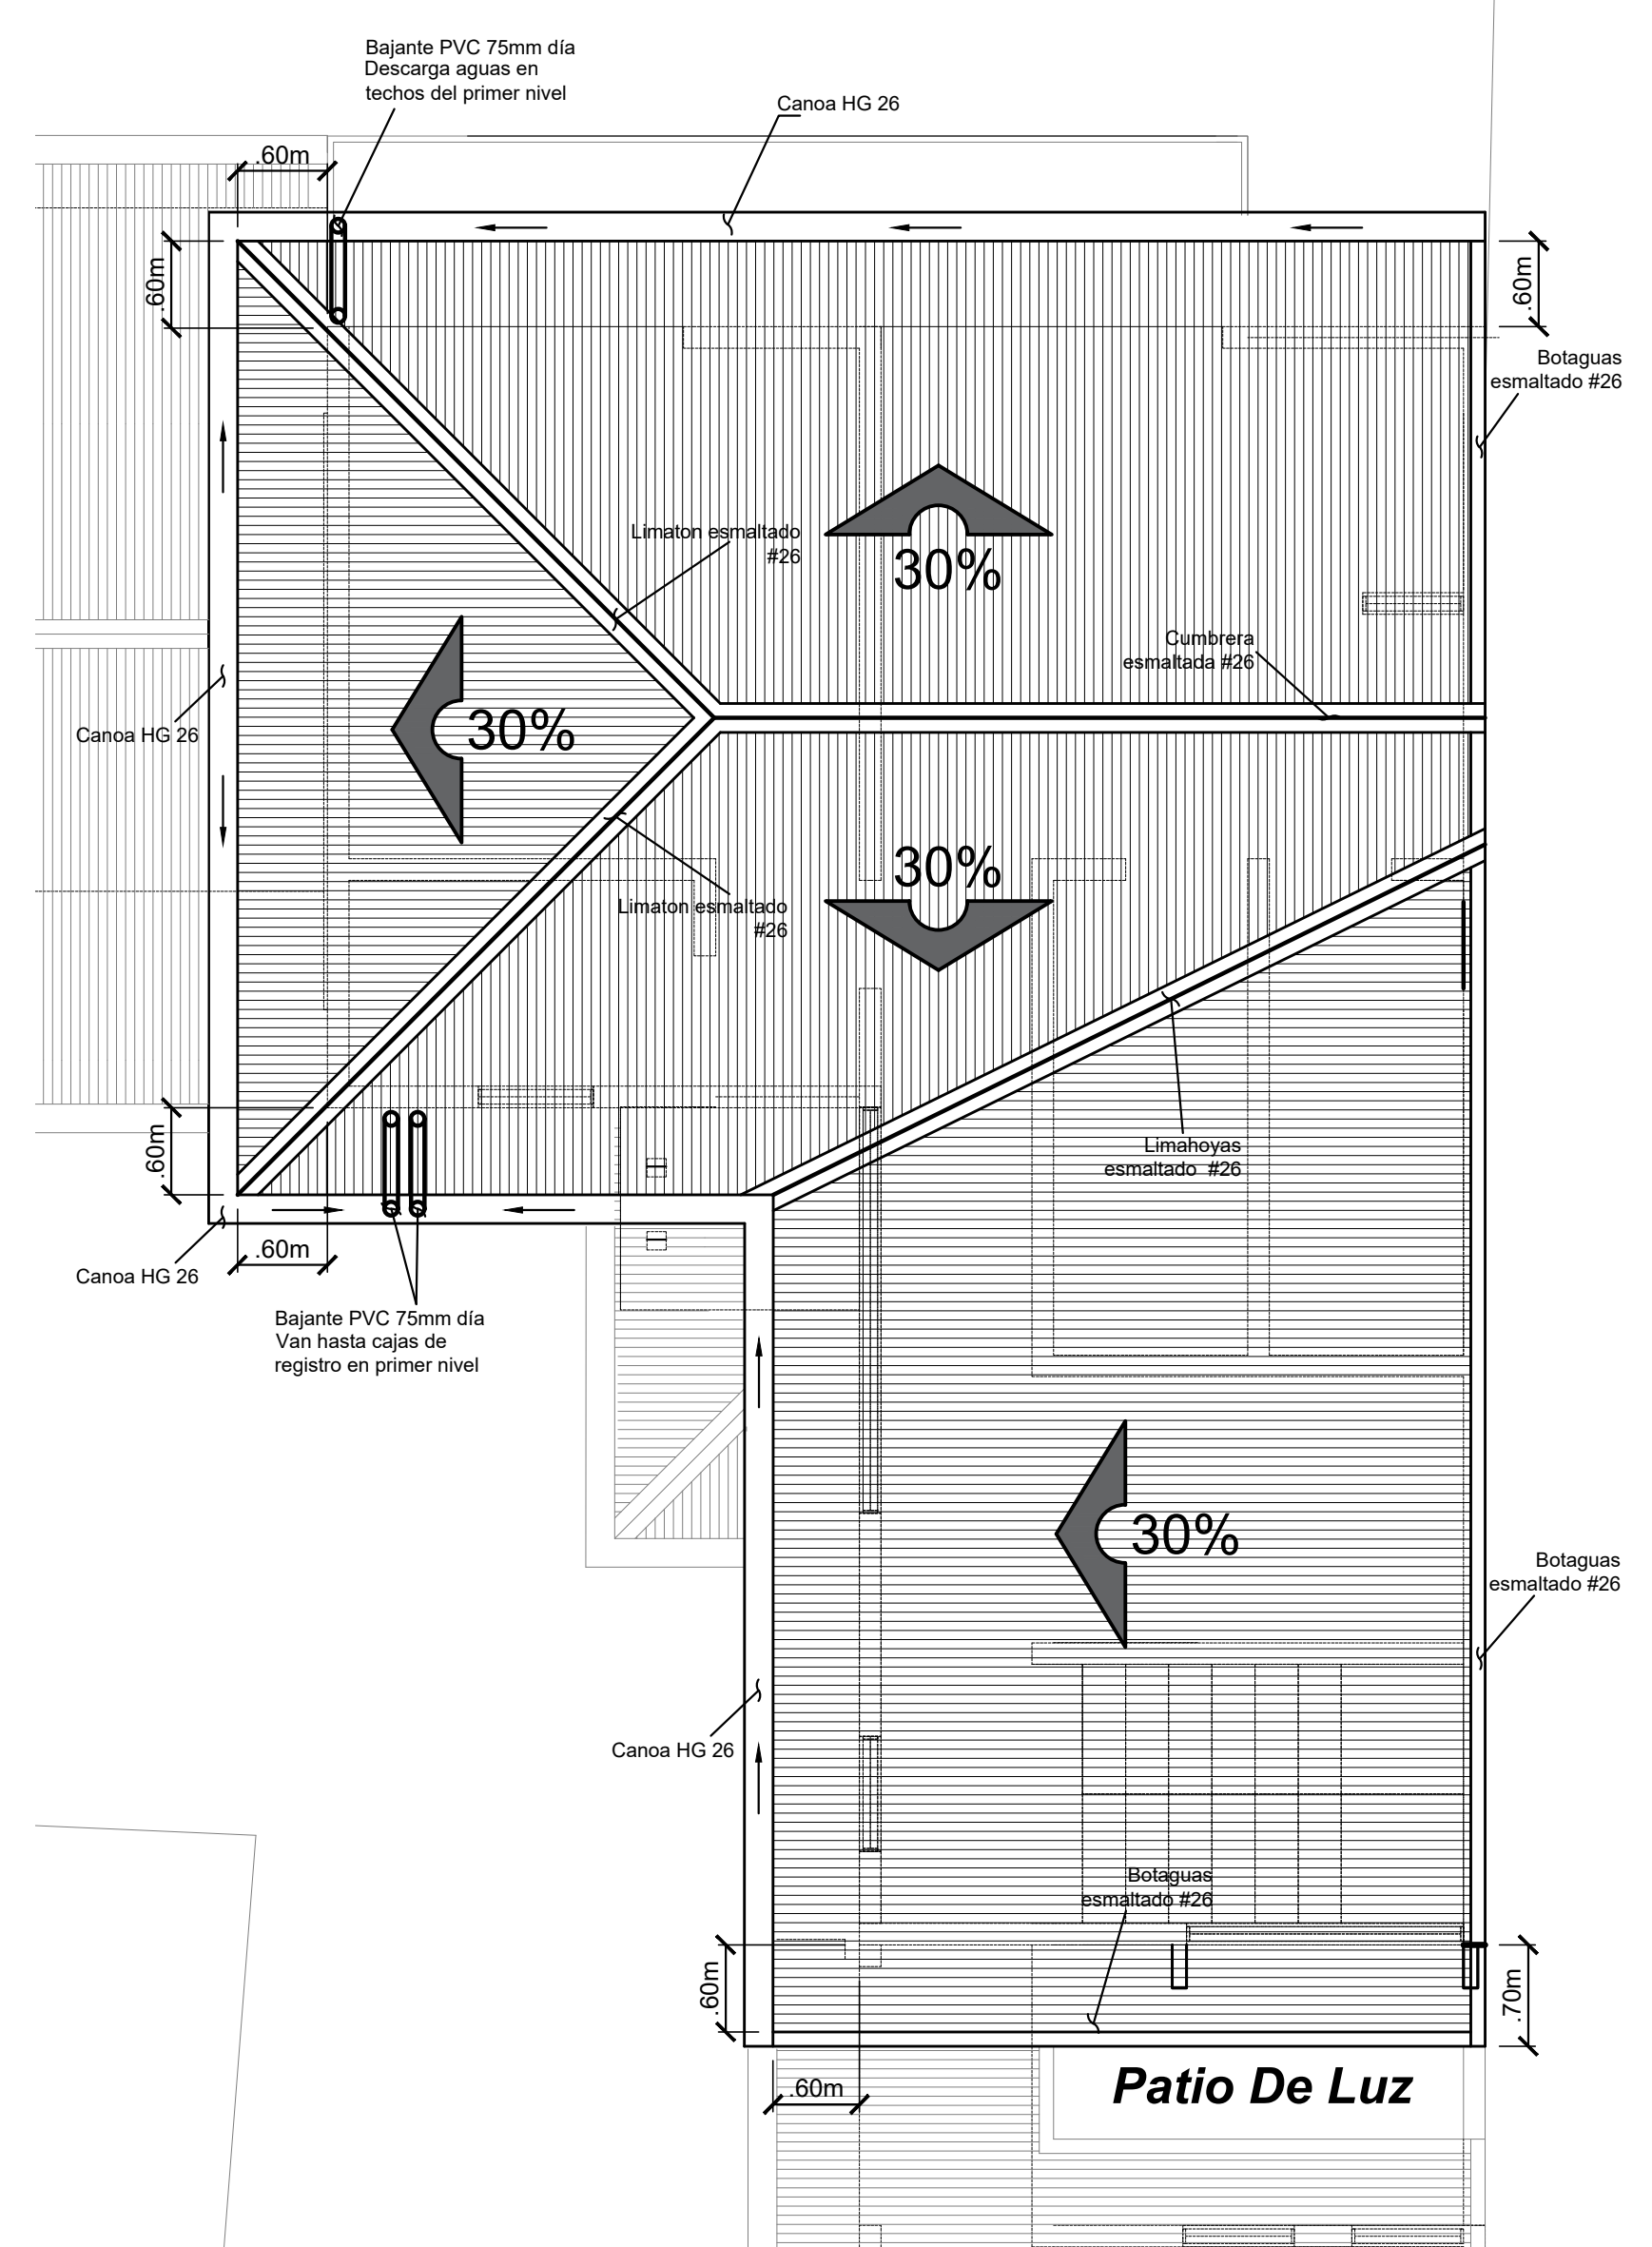 Bajante PVC 75mm día
Descarga aguas en
techos del primer nivel
Canoa HG 26
.60m
.60m
.60m
Botaguas
esmaltado #26
Limaton esmaltado
#26
30%
Cumbrera
esmaltada #26
30%
Canoa HG 26
30%
Limaton esmaltado
#26
.60m
Limahoyas
esmaltado #26
.60m
Canoa HG 26
Bajante PVC 75mm día
Van hasta cajas de
registro en primer nivel
30%
Botaguas
esmaltado #26
Canoa HG 26
Botaguas
esmaltado #26
.60m
.70m
.60m
Patio De Luz